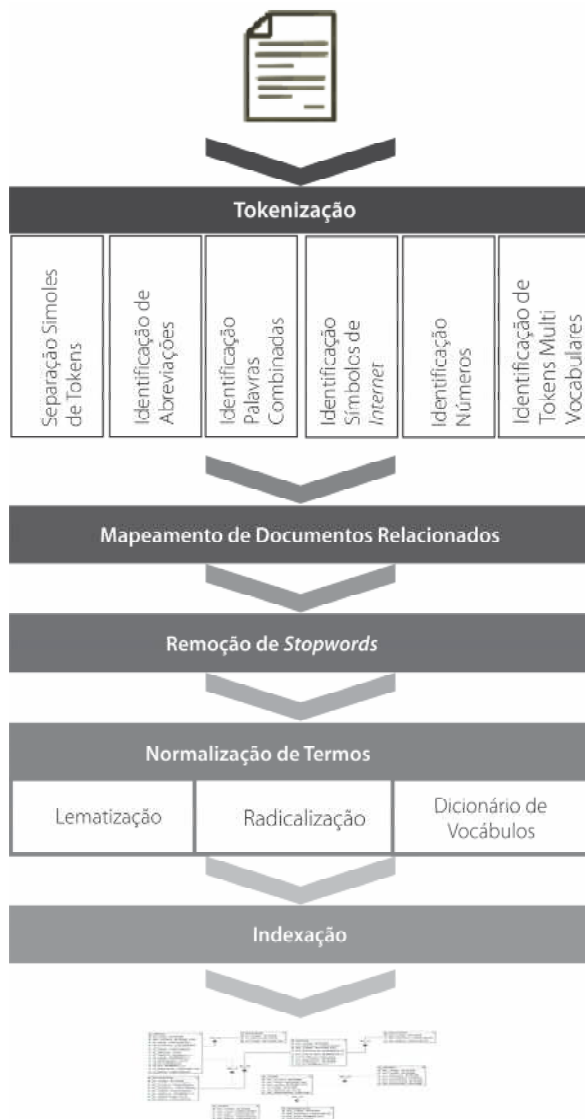 Tokenização
Separação Simoles
de Tokens
Identificação de
Abreviações
Identificação
Palavras
Combinadas
Identificação
Símbolos de
Internet
Identificação
Números
Identificação de
Tokens Multi
Vocabulares
Mapeamento de Documentos Relacionados
Remoção de Stopwords
Normalização de Termos
Lematização
Radicalização
Dicionário de
Vocábulos
Indexação